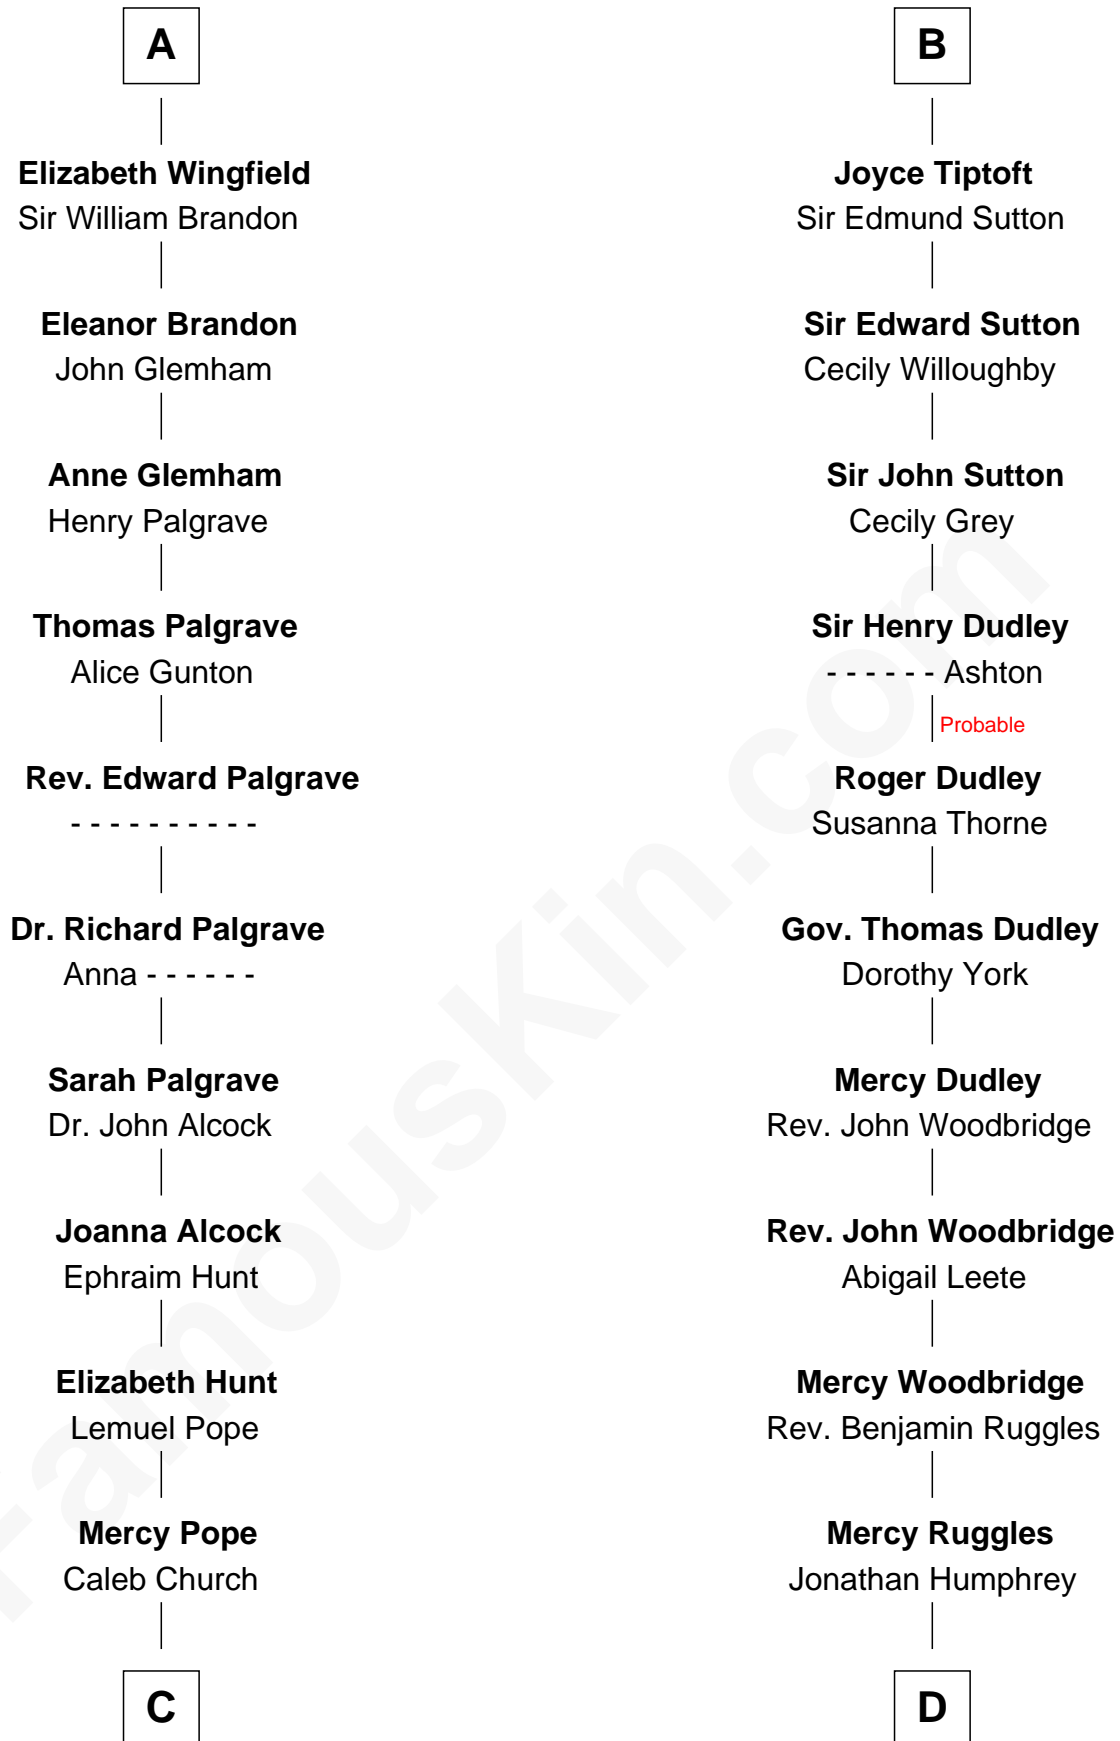 A
Elizabeth Wingfield
Sir William Brandon
Eleanor Brandon
John Glemham
Anne Glemham
Henry Palgrave
Thomas Palgrave
Alice Gunton
Rev. Edward Palgrave
- - - - - - - - - -
Dr. Richard Palgrave
Anna - - - - - -
Sarah Palgrave
Dr. John Alcock
Joanna Alcock
Ephraim Hunt
Elizabeth Hunt
Lemuel Pope
Mercy Pope
Caleb Church
C
B
Joyce Tiptoft
Sir Edmund Sutton
Sir Edward Sutton
Cecily Willoughby
Sir John Sutton
Cecily Grey
Sir Henry Dudley
- - - - - - Ashton
Probable
Roger Dudley
Susanna Thorne
Gov. Thomas Dudley
Dorothy York
Mercy Dudley
Rev. John Woodbridge
Rev. John Woodbridge
Abigail Leete
Mercy Woodbridge
Rev. Benjamin Ruggles
Mercy Ruggles
Jonathan Humphrey
D
FamousKin.com